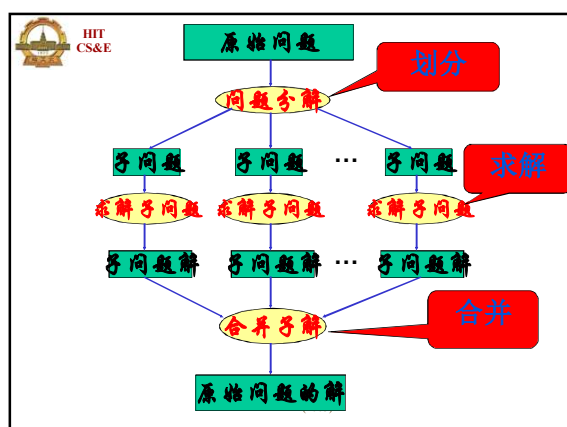 HIT
CS&E
原始问题
划分
问题分解
子问题 子问题 … 子问题
求解
求解子问题 求解子问题 求解子问题
子问题解 子问题解 … 子问题解
合并
合并子解
原始问题的解